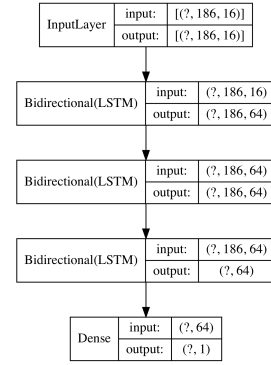 InputLayer input: [(?, 186, 16)]
output: [(?, 186, 16)]
Bidirectional(LSTM) input: (?, 186, 16)
output: (?, 186, 64)
Bidirectional(LSTM) input: (?, 186, 64)
output: (?, 186, 64)
Bidirectional(LSTM) input: (?, 186, 64)
output: (?, 64)
Dense input: (?, 64)
output: (?, 1)